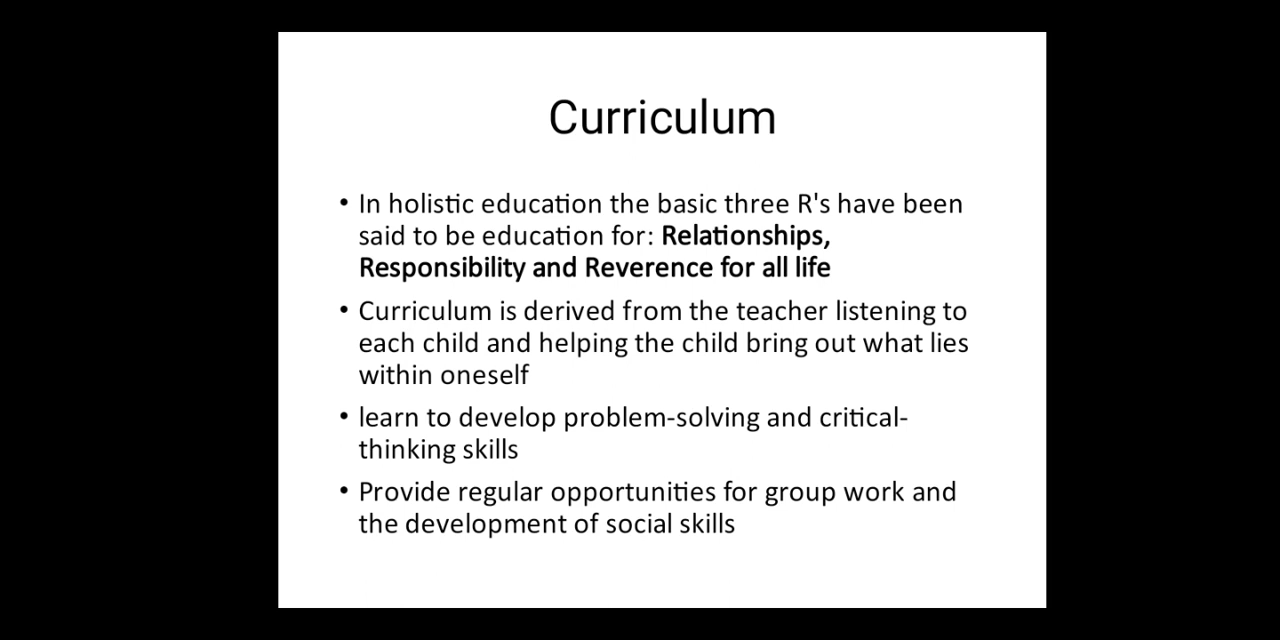 Curriculum
• In holistic education the basic three R's have been
said to be education for: Relationships,
Responsibility and Reverence for all life
• Curriculum is derived from the teacher listening to
each child and helping the child bring out what lies
within oneself
• learn to develop problem-solving and critical-
thinking skills
• Provide regular opportunities for group work and
the development of social skills